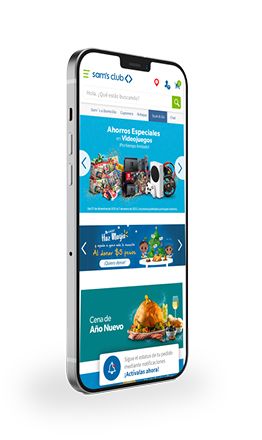 sam's club
Hola, ¿Qué estás buscando?
Sam's a Domicilio Cupones
Ahorros Especiales
en Videojuegos
¡Por tiempo limitado!
Haz Magia
Al donar $5 pesos
¡Quiero donar!
Cena de
Año Nuevo
Sigue el estatus de tu pedido
mediante notificaciones
¡Actívalas ahora!